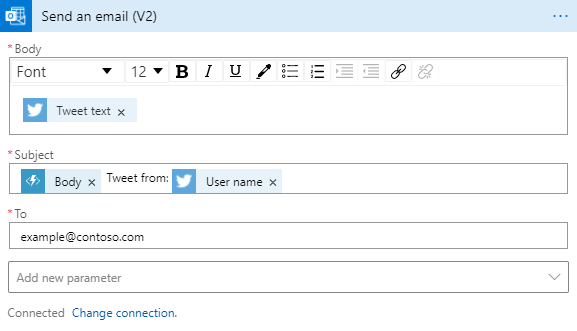 Send an email (V2)
* Body
Font 12 B I U
Tweet text ×
* Subject
Body × Tweet from: User name ×
* To
example@contoso.com
Add new parameter
Connected Change connection.